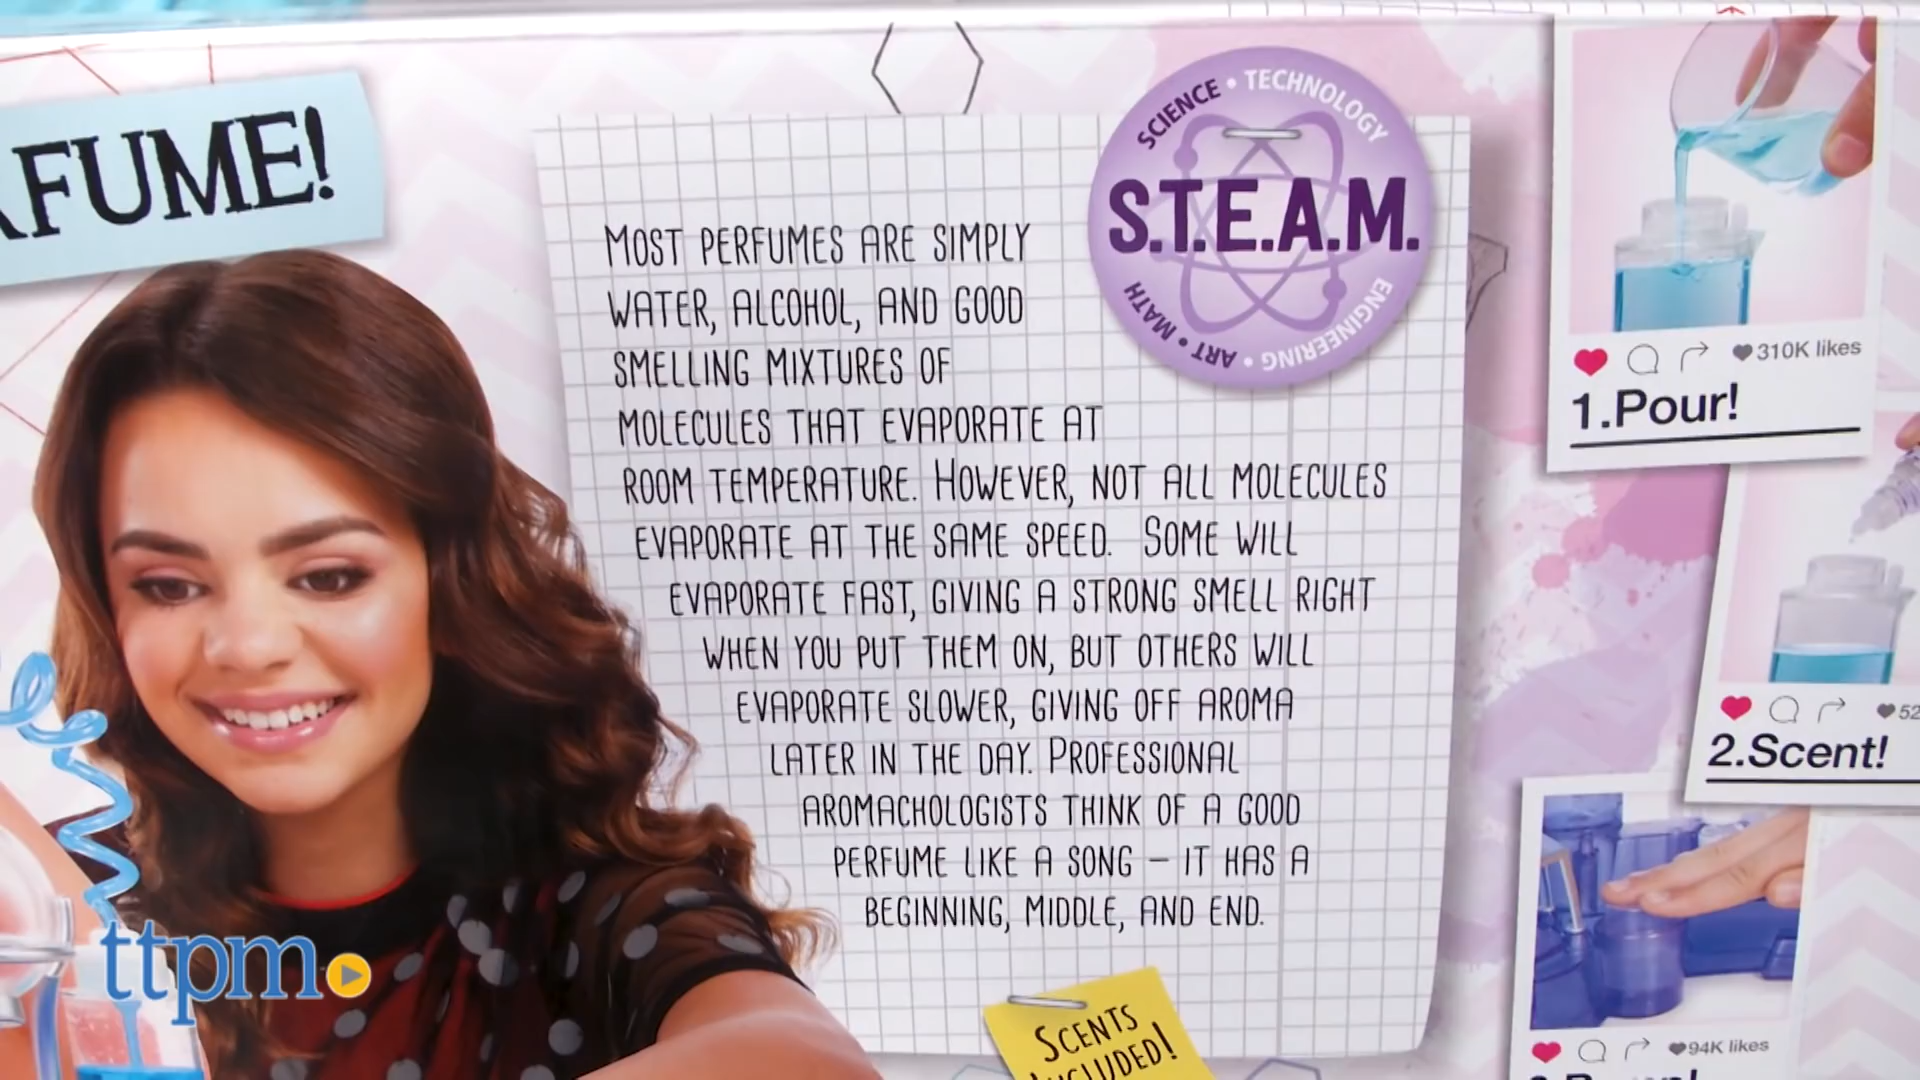 FUME!
MOST PERFUMES ARE SIMPLY
WATER, ALCOHOL, AND GOOD
SMELLING MIXTURES OF
MOLECULES THAT EVAPORATE AT
ROOM TEMPERATURE. HOWEVER, NOT ALL MOLECULES
EVAPORATE AT THE SAME SPEED. SOME WILL
EVAPORATE FAST, GIVING A STRONG SMELL RIGHT
WHEN YOU PUT THEM ON, BUT OTHERS WILL
EVAPORATE SLOWER, GIVING OFF AROMA
LATER IN THE DAY. PROFESSIONAL
AROMACHOLOGISTS THINK OF A GOOD
PERFUME LIKE A SONG – IT HAS A
BEGINNING, MIDDLE, AND END.
SCIENCE • TECHNOLOGY
S.T.E.A.M.
ENGINEERING • ART • MATH
SCENTS
INCLUDED!
310K likes
1.Pour!
52
2.Scent!
94K likes
ttpm